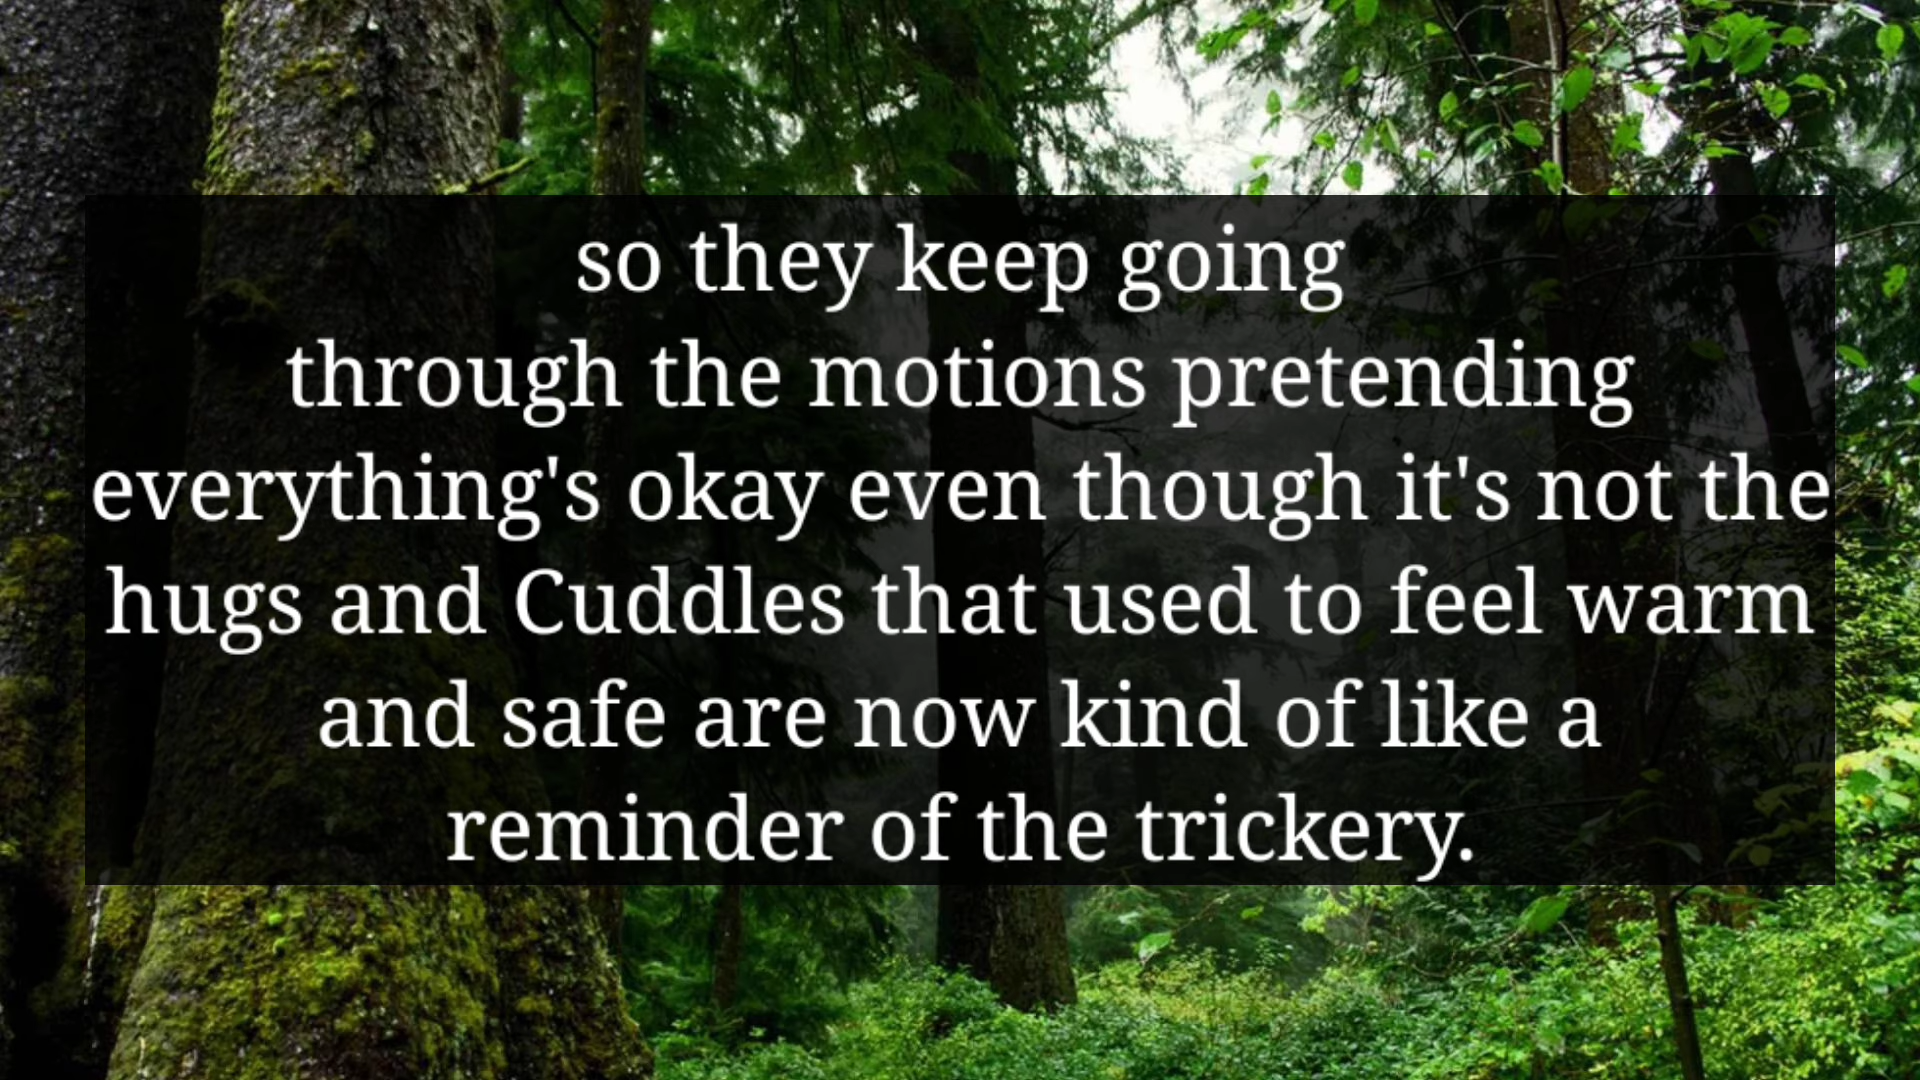 so they keep going
through the motions pretending
everything's okay even though it's not the
hugs and Cuddles that used to feel warm
and safe are now kind of like a
reminder of the trickery.